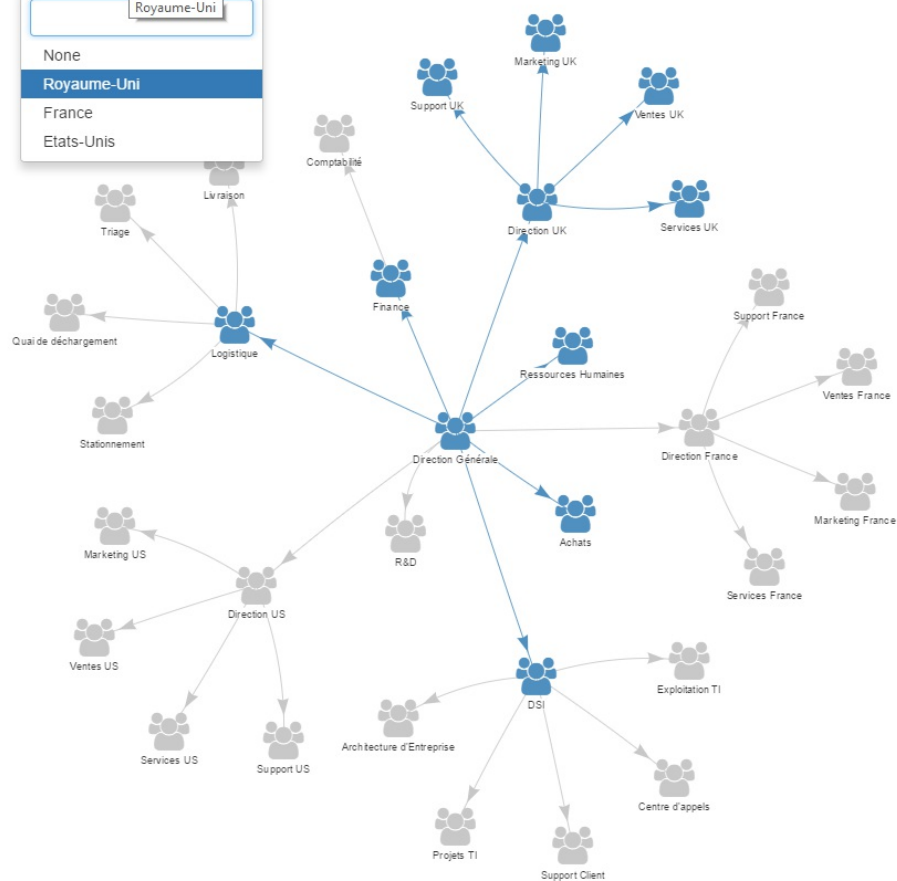 Royaume-Uni
None
Royaume-Uni
France
Etats-Unis
Marketing UK
Support UK
Ventes UK
Comptabilité
Livraison
Triage
Direction UK
Services UK
Finance
Support France
Quai de déchargement
Logistique
Ressources Humaines
Ventes France
Stationnement
Direction Générale
Direction France
Marketing France
Achats
Marketing US
R&D
Services France
Direction US
Ventes US
Exploitation TI
DSI
Architecture d'Entreprise
Services US
Support US
Centre d'appels
Projets TI
Support Client